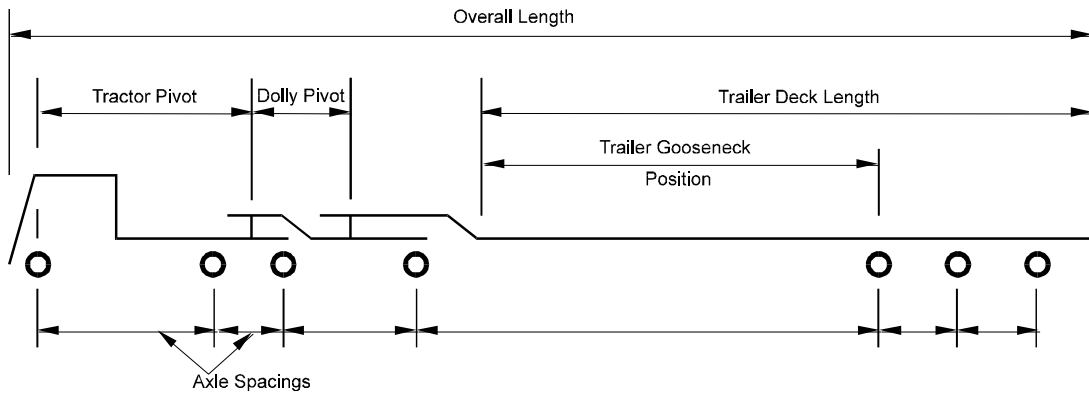 Overall Length
Tractor Pivot
Dolly Pivot
Trailer Deck Length
Trailer Gooseneck
Position
Axle Spacings